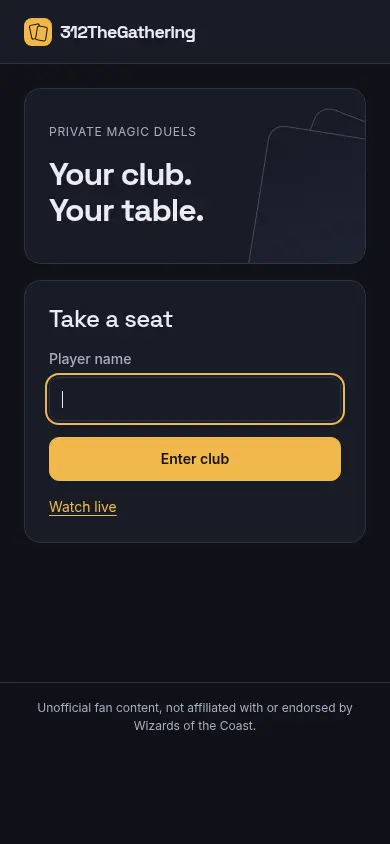 312TheGathering
PRIVATE MAGIC DUELS
Your club.
Your table.
Take a seat
Player name
Enter club
Watch live
Unofficial fan content, not affiliated with or endorsed by
Wizards of the Coast.